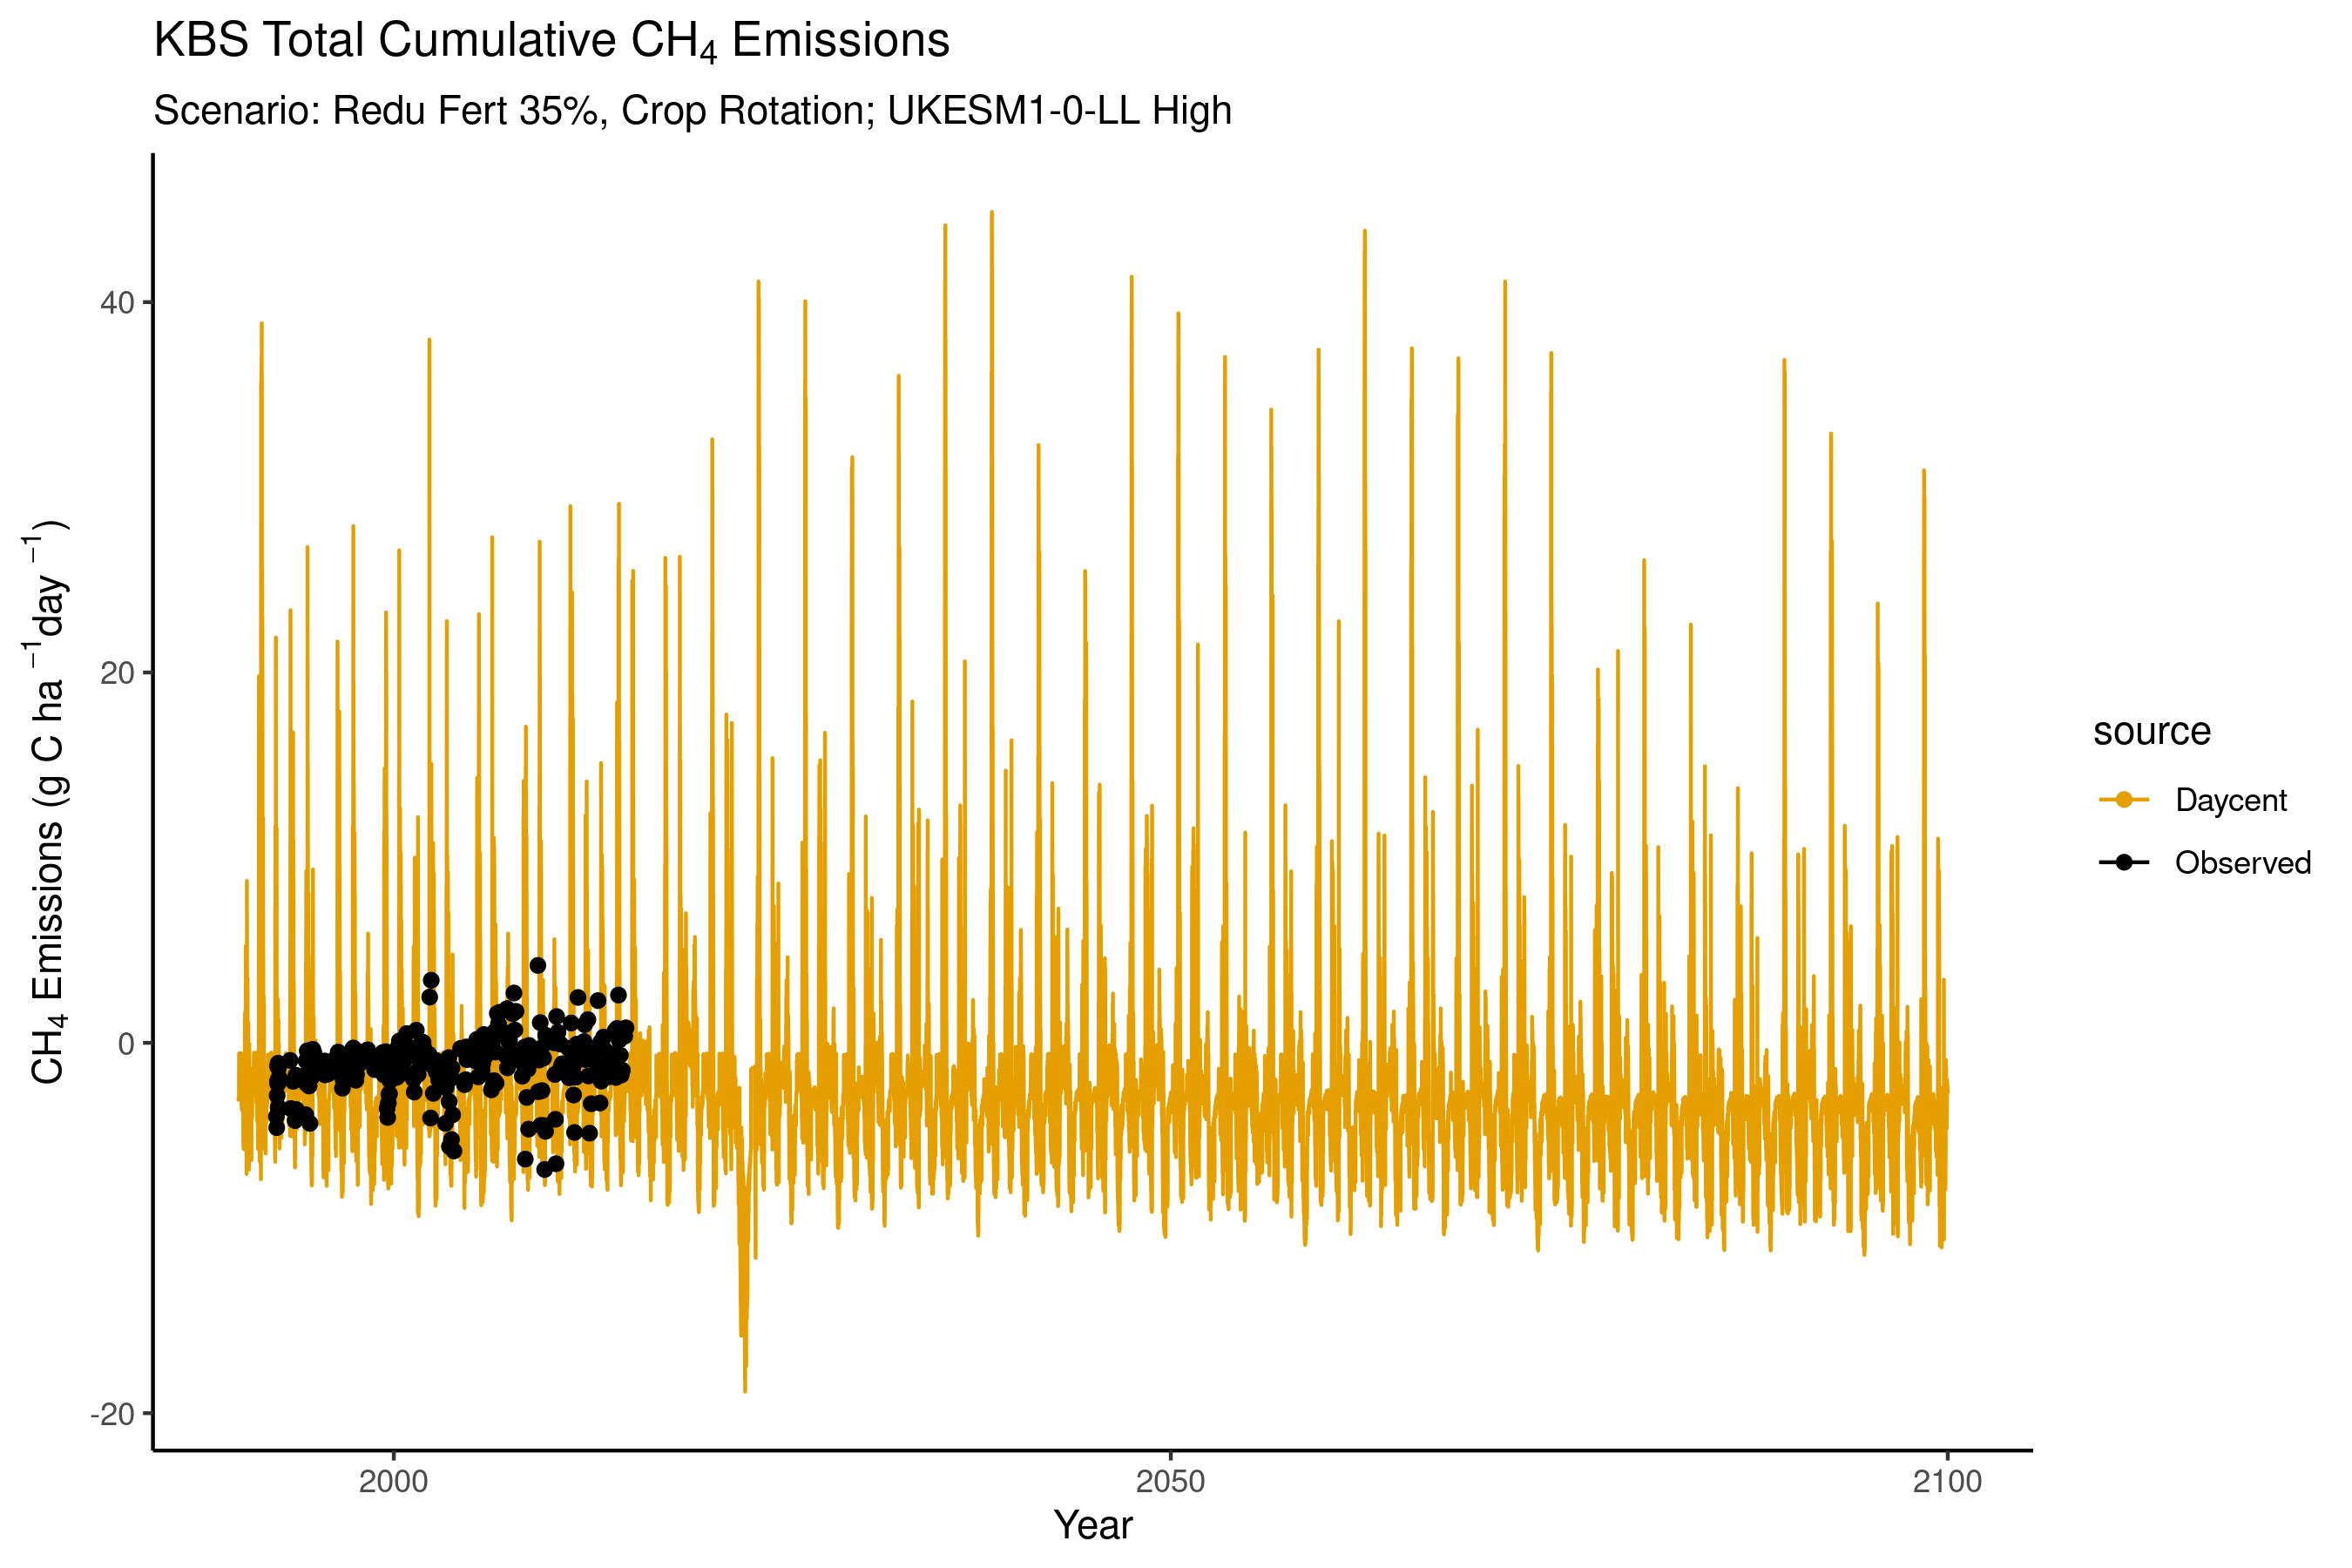 KBS Total Cumulative CH₄ Emissions
Scenario: Redu Fert 35%, Crop Rotation; UKESM1-0-LL High
CH₄ Emissions (g C ha ⁻¹day ⁻¹)
40
20
0
-20
2000
2050
2100
Year
source
Daycent
Observed